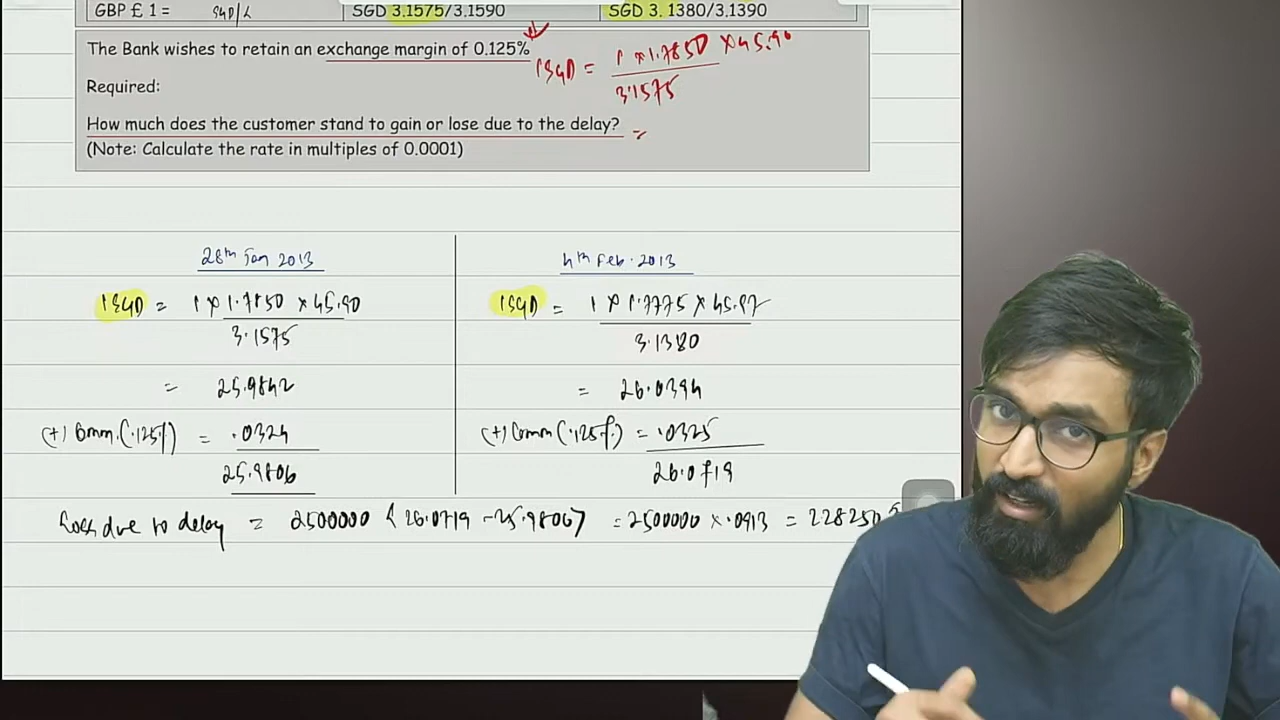 GBP £ 1 = SGD/£ SGD 3.1575/3.1590 SGD 3. 1380/3.1390
The Bank wishes to retain an exchange margin of 0.125%
1SGD = 1 × 1.7850 × 45.90
3.1575
Required:
How much does the customer stand to gain or lose due to the delay? =
(Note: Calculate the rate in multiples of 0.0001)
28th Jan 2013
1SGD = 1 × 1.7850 × 45.90
3.1575
= 25.9842
(+) Comm.(.125%) = .0324
25.9806
4th Feb. 2013
1SGD = 1 × 1.7775 × 45.97
3.1380
= 26.0394
(+) Comm (.125%) = .0325
26.0719
Loss due to delay = 2500000 {26.0719 - 25.9806} = 2500000 × .0913 = 228250